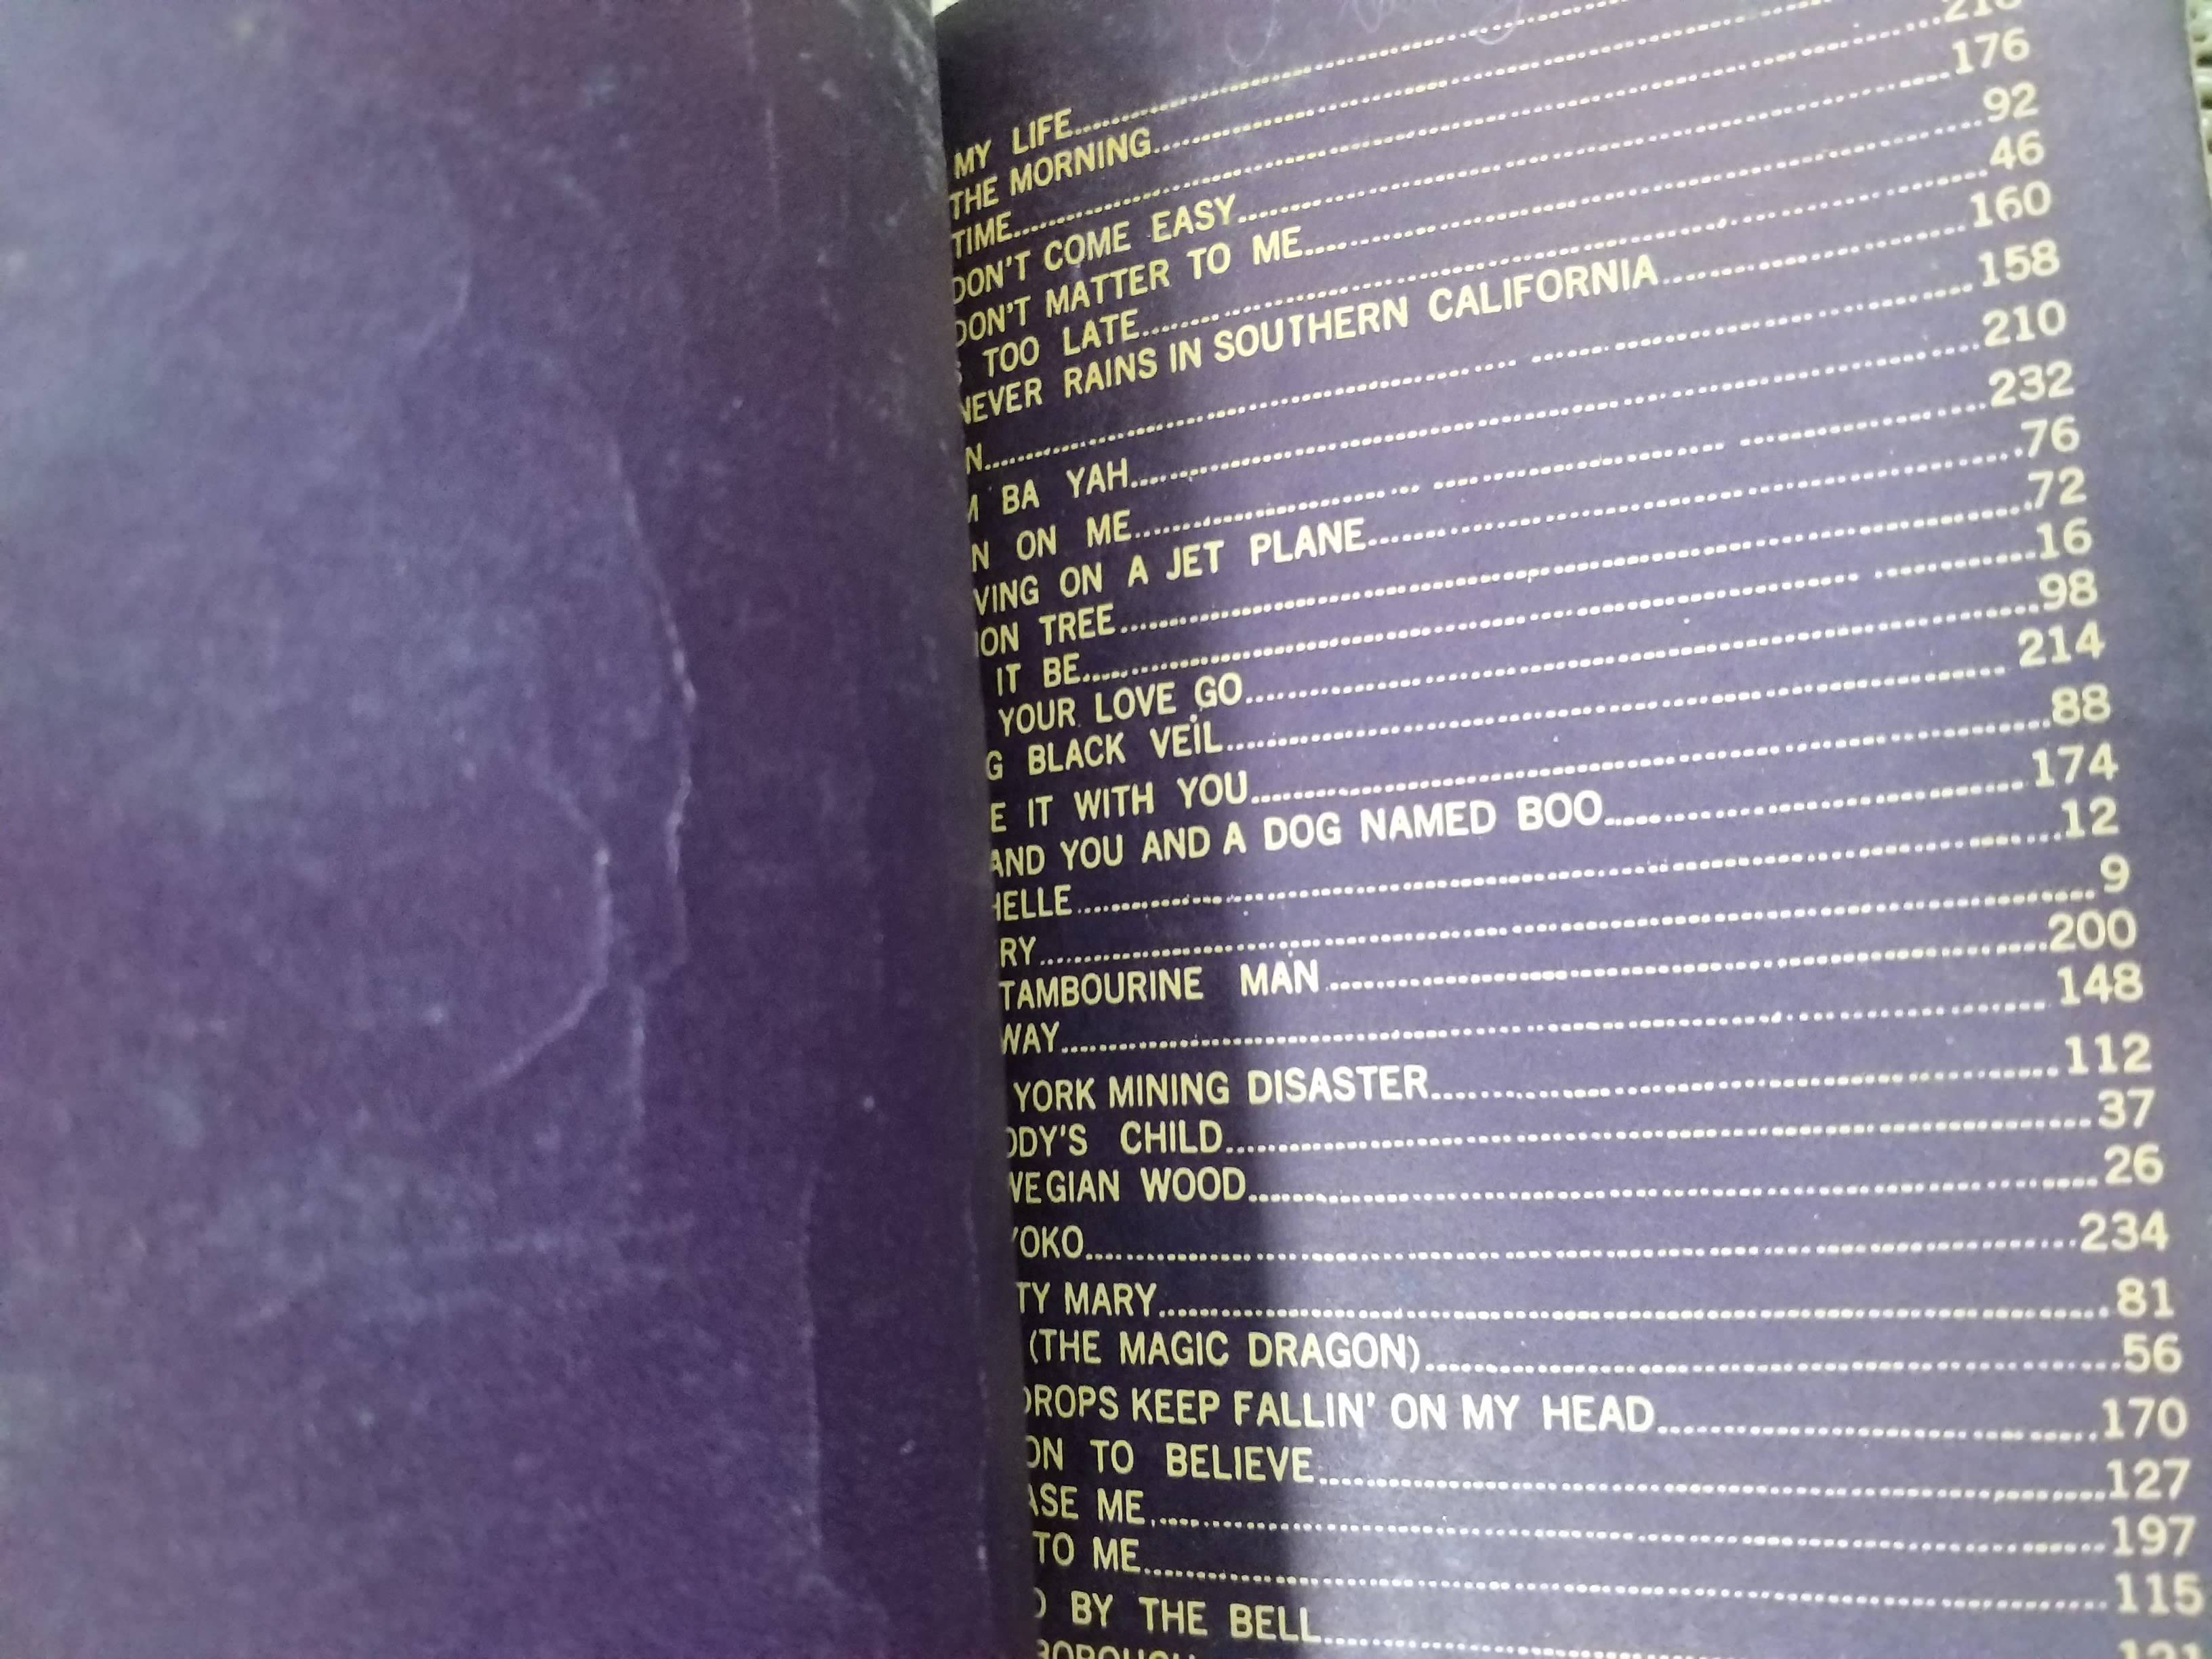 MY LIFE
THE MORNING
TIME
DON'T COME EASY 176
DON'T MATTER TO ME 92
TOO LATE 46
NEVER RAINS IN SOUTHERN CALIFORNIA 160
N 158
BA YAH 210
N ON ME 232
VING ON A JET PLANE 76
ON TREE 72
IT BE 16
YOUR LOVE GO 98
G BLACK VEIL 214
E IT WITH YOU 88
AND YOU AND A DOG NAMED BOO 174
HELLE 12
RY 9
TAMBOURINE MAN 200
WAY 148
YORK MINING DISASTER 112
ODY'S CHILD 37
WEGIAN WOOD 26
YOKO 234
TY MARY 81
(THE MAGIC DRAGON) 56
DROPS KEEP FALLIN' ON MY HEAD 170
ON TO BELIEVE 127
ASE ME 197
TO ME 115
D BY THE BELL